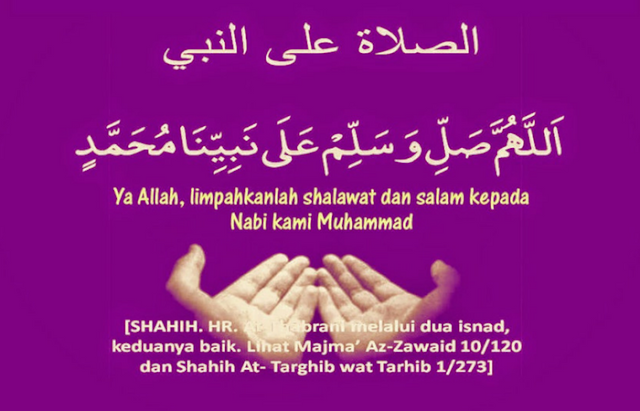 الصلاة على النبي
اَللَّهُمَّ صَلِّ وَسَلِّمْ عَلَى نَبِيِّنَا مُحَمَّدٍ
Ya Allah, limpahkanlah shalawat dan salam kepada
Nabi kami Muhammad
[SHAHIH. HR. melalui dua isnad,
keduanya baik. Lihat Majma’ Az-Zawaid 10/120
dan Shahih At- Targhib wat Tarhib 1/273]